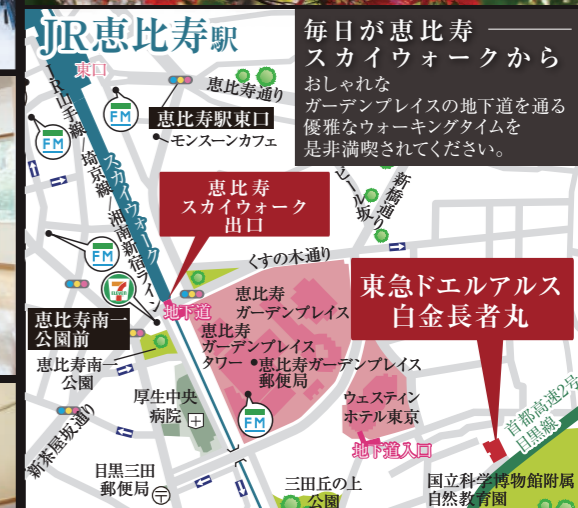 JR恵比寿駅
東口
毎日が恵比寿
スカイウォークから
おしゃれな
ガーデンプレイスの地下道を通る
優雅なウォーキングタイムを
是非満喫されてください。
恵比寿通り
FM
恵比寿駅東口
モンスーンカフェ
FM
JR山手線/埼京線/湘南新宿ライン
スカイウォーク
恵比寿
スカイウォーク
出口
ビール坂
新橋通り
くすの木通り
FM
7
ELEVEn
地下道
恵比寿南一
公園前
恵比寿
ガーデンプレイス
恵比寿
ガーデンプレイス
タワー
恵比寿ガーデンプレイス
郵便局
東急ドエルアルス
白金長者丸
恵比寿南一
公園
厚生中央
病院
FM
ウェスティン
ホテル東京
地下道入口
新茶屋坂通り
首都高速2号
目黒線
目黒三田
郵便局
〒
三田丘の上
公園
国立科学博物館附属
自然教育園